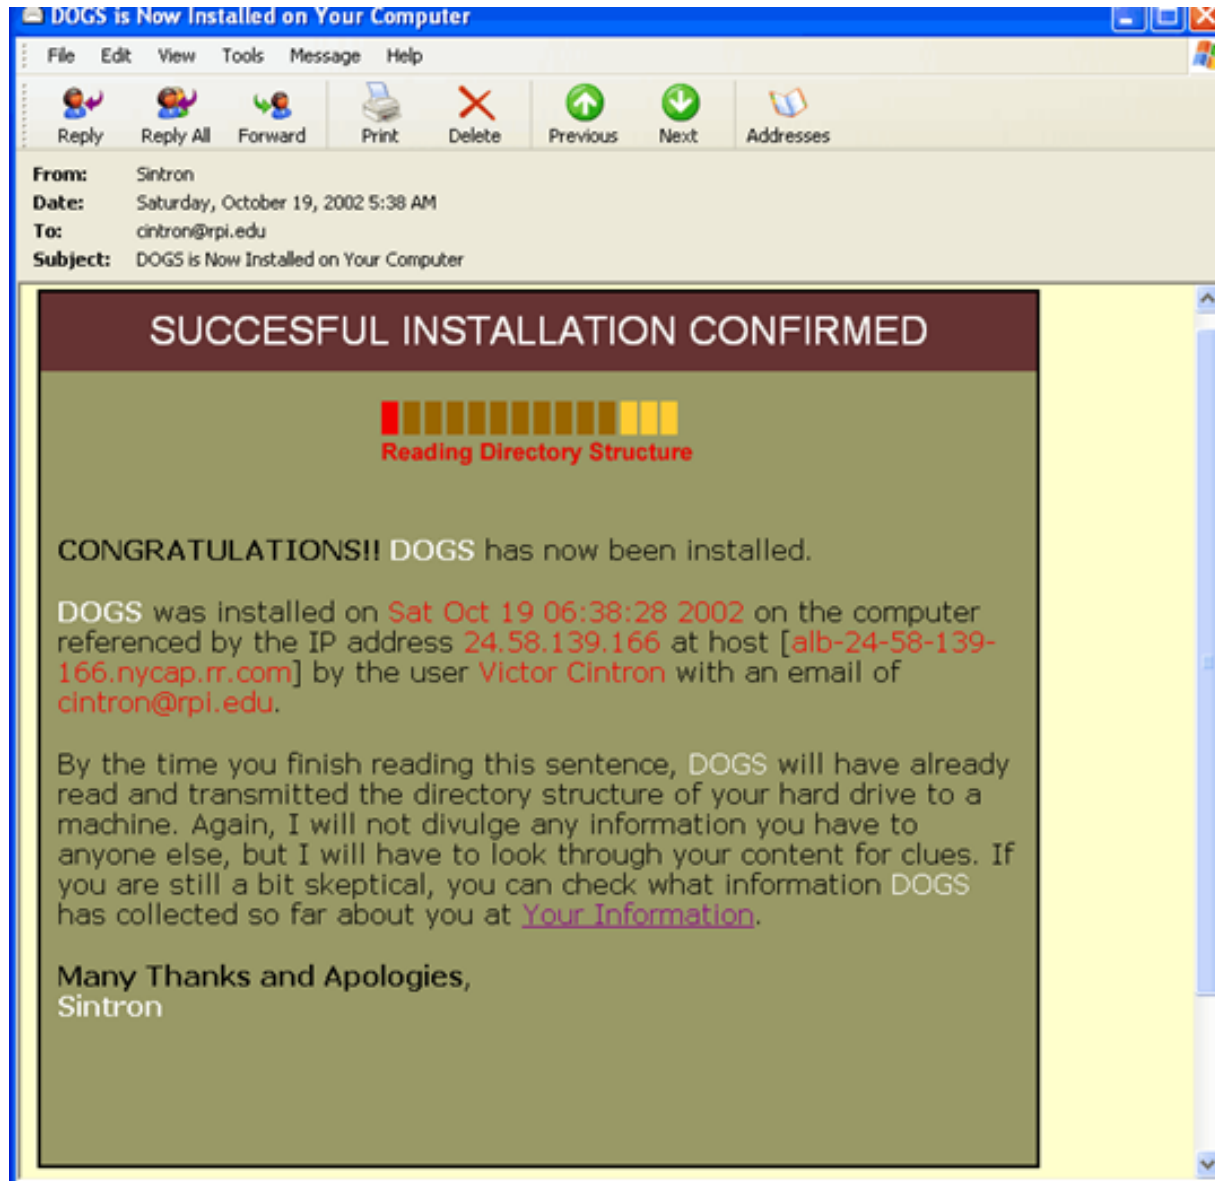 DOGS is Now Installed on Your Computer
File Edit View Tools Message Help
Reply Reply All Forward Print Delete Previous Next Addresses
From: Sintron
Date: Saturday, October 19, 2002 5:38 AM
To: cintron@rpi.edu
Subject: DOGS is Now Installed on Your Computer
SUCCESFUL INSTALLATION CONFIRMED
Reading Directory Structure
CONGRATULATIONS!! DOGS has now been installed.
DOGS was installed on Sat Oct 19 06:38:28 2002 on the computer
referenced by the IP address 24.58.139.166 at host [alb-24-58-139-
166.nycap.rr.com] by the user Victor Cintron with an email of
cintron@rpi.edu.
By the time you finish reading this sentence, DOGS will have already
read and transmitted the directory structure of your hard drive to a
machine. Again, I will not divulge any information you have to
anyone else, but I will have to look through your content for clues. If
you are still a bit skeptical, you can check what information DOGS
has collected so far about you at Your Information.
Many Thanks and Apologies,
Sintron